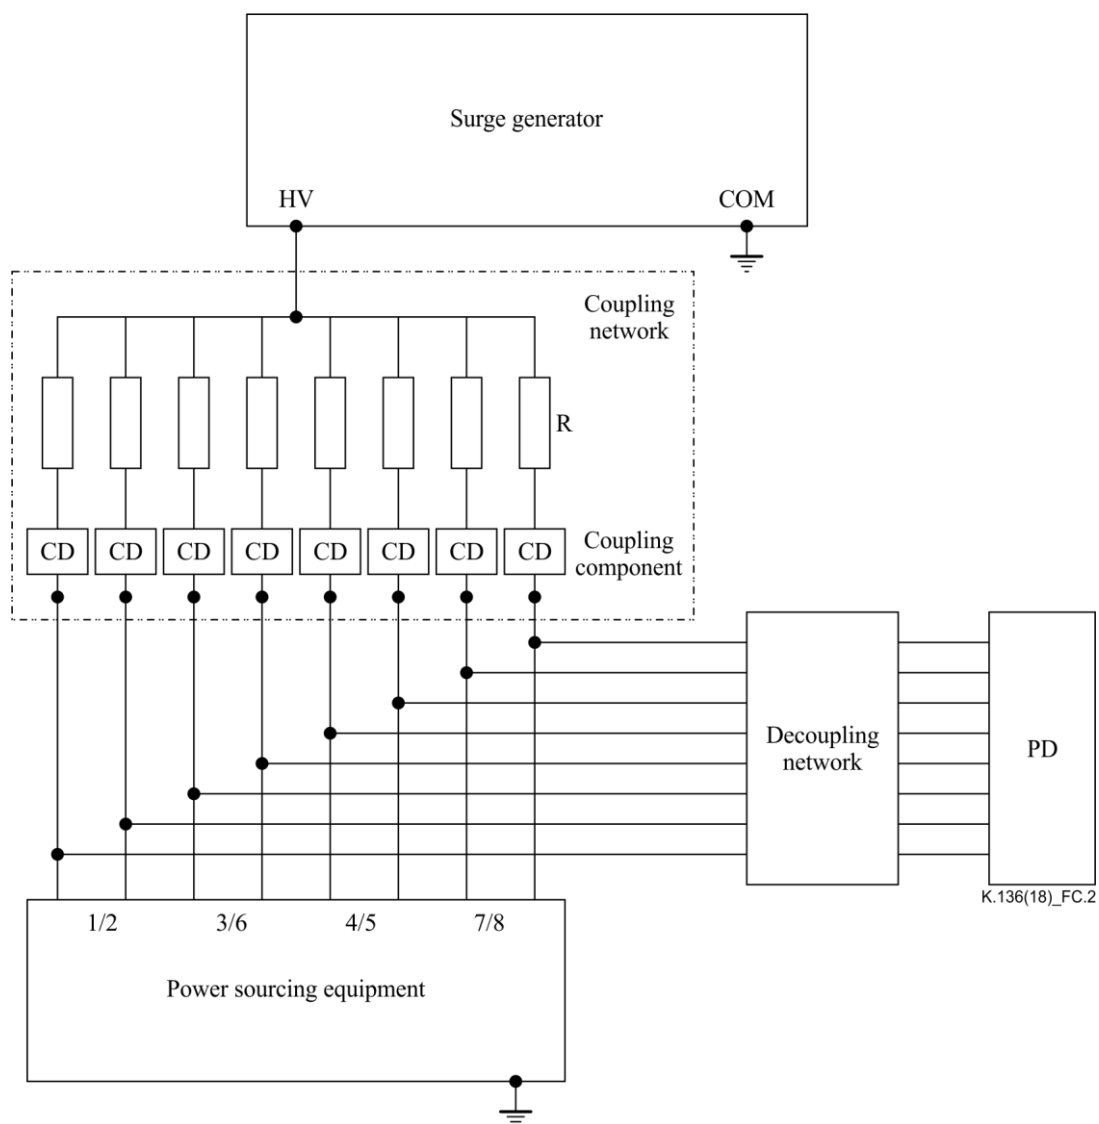 Surge generator
HV
COM
Coupling
network
R
CD CD CD CD CD CD CD CD
Coupling
component
Decoupling
network
PD
K.136(18)_FC.2
1/2 3/6 4/5 7/8
Power sourcing equipment